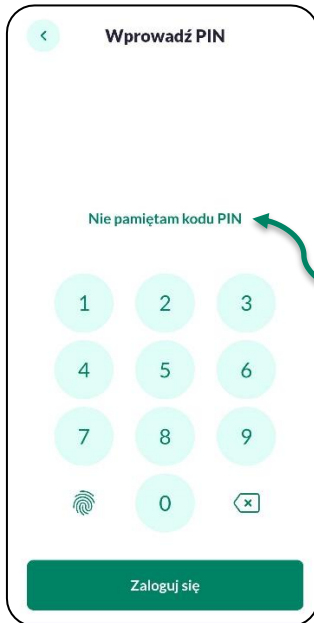 Wprowadź PIN
Nie pamiętam kodu PIN
1 2 3
4 5 6
7 8 9
0
Zaloguj się